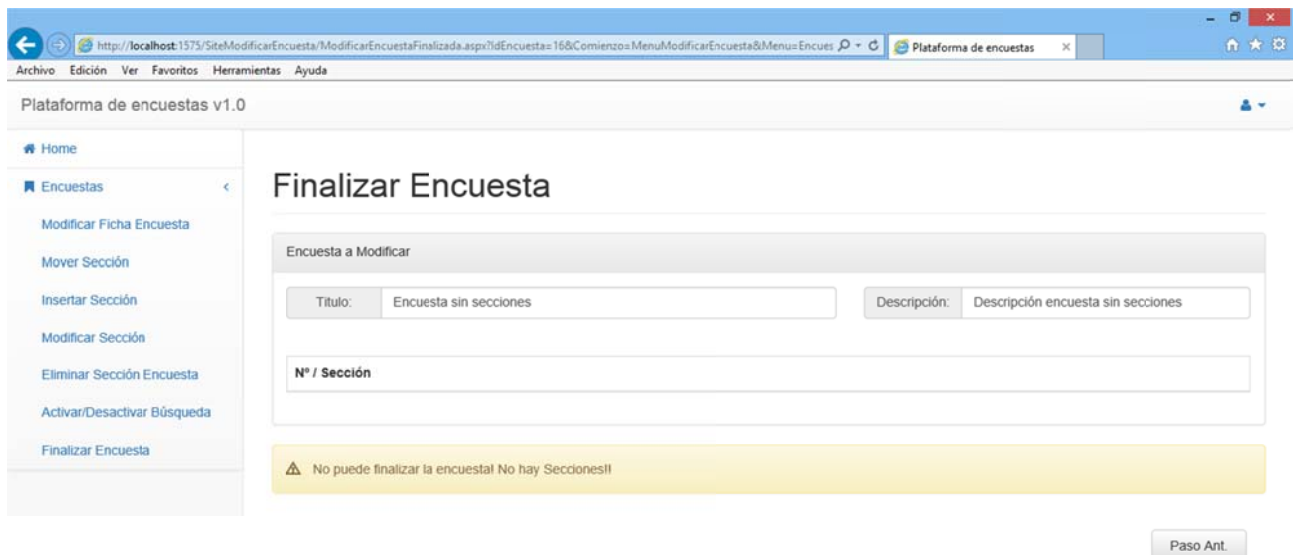 http://localhost:1575/SiteModificarEncuesta/ModificarEncuestaFinalizada.aspx?IdEncuesta=16&Comienzo=MenuModificarEncuesta&Menu=Encues
Plataforma de encuestas
Archivo Edición Ver Favoritos Herramientas Ayuda
Plataforma de encuestas v1.0
Home
Encuestas
Modificar Ficha Encuesta
Mover Sección
Insertar Sección
Modificar Sección
Eliminar Sección Encuesta
Activar/Desactivar Búsqueda
Finalizar Encuesta
Finalizar Encuesta
Encuesta a Modificar
Titulo: Encuesta sin secciones
Descripción: Descripción encuesta sin secciones
Nº / Sección
No puede finalizar la encuesta! No hay Secciones!!
Paso Ant.